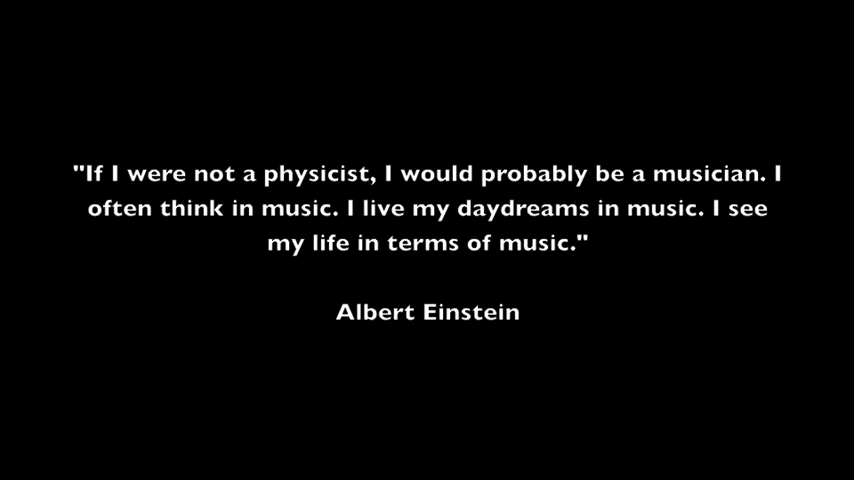 "If I were not a physicist, I would probably be a musician. I
often think in music. I live my daydreams in music. I see
my life in terms of music."
Albert Einstein